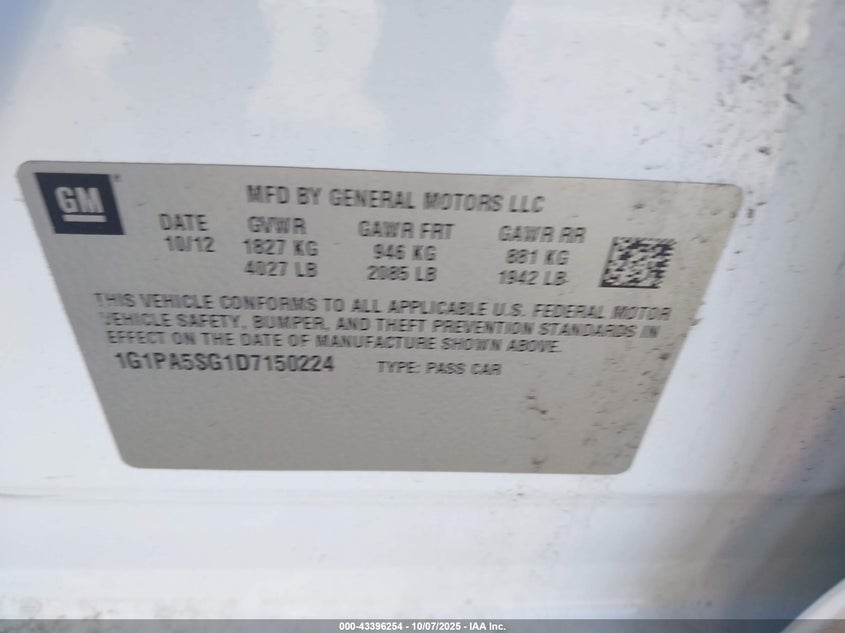 GM
MFD BY GENERAL MOTORS LLC
DATE GVWR GAWR FRT GAWR RR
10/12 1827 KG 946 KG 881 KG
4027 LB 2085 LB 1942 LB
THIS VEHICLE CONFORMS TO ALL APPLICABLE U.S. FEDERAL MOTOR
VEHICLE SAFETY, BUMPER, AND THEFT PREVENTION STANDARDS IN
EFFECT ON THE DATE OF MANUFACTURE SHOWN ABOVE.
1G1PA5SG1D7150224 TYPE: PASS CAR
000-43396254 - 10/07/2025 - IAA Inc.